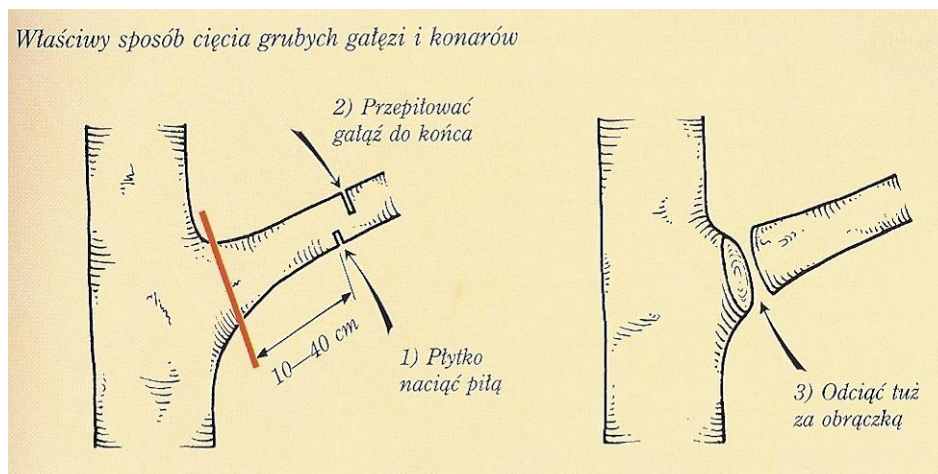 Właściwy sposób cięcia grubych gałęzi i konarów
2) Przepiłować
gałąź do końca
10—40 cm
1) Płytko
naciąć piłą
3) Odciąć tuż
za obrączką